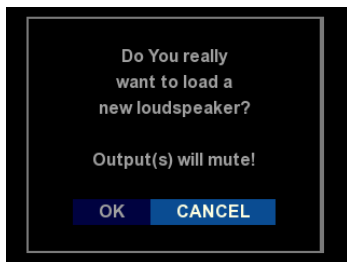 Do You really
want to load a
new loudspeaker?
Output(s) will mute!
OK CANCEL